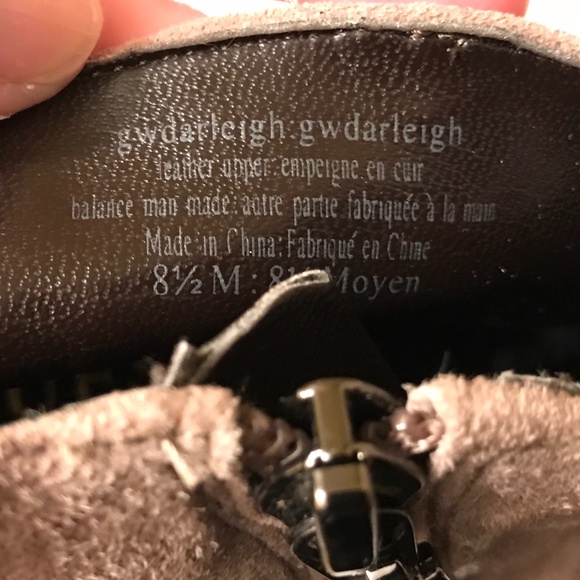 gwdarleigh: gwdarleigh
leather upper: empeigne en cuir
balance man made: autre partie fabriquée à la main
Made in China: Fabriqué en Chine
8½ M : 8½ Moyen